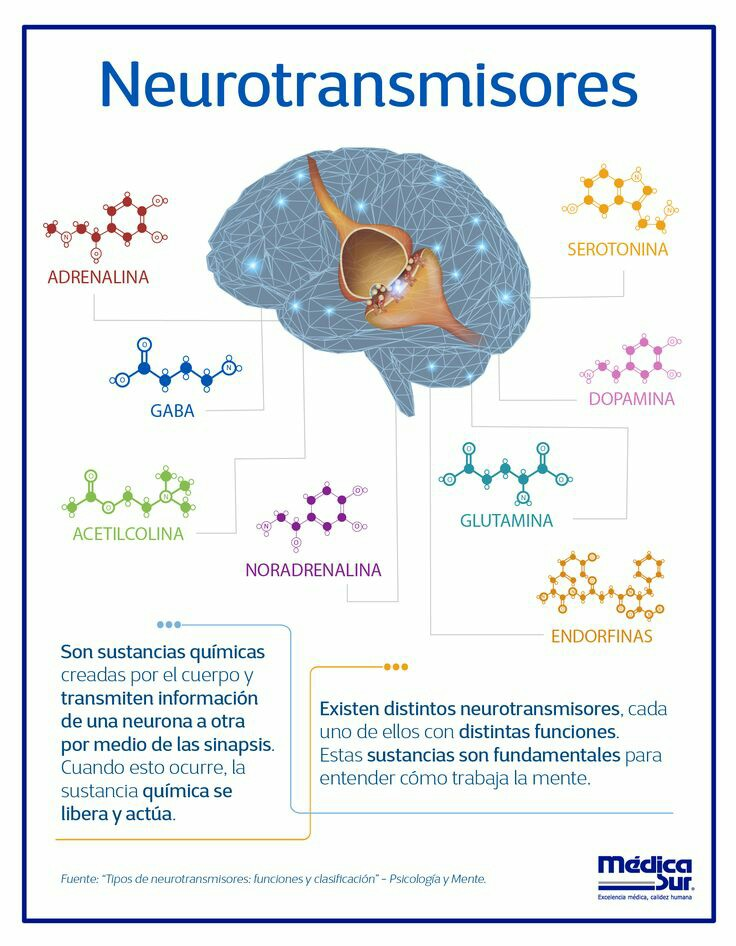 Neurotransmisores
ADRENALINA
SEROTONINA
GABA
DOPAMINA
ACETILCOLINA
GLUTAMINA
NORADRENALINA
ENDORFINAS
Son sustancias químicas
creadas por el cuerpo y
transmiten información
de una neurona a otra
por medio de las sinapsis.
Cuando esto ocurre, la
sustancia química se
libera y actúa.
Existen distintos neurotransmisores, cada
uno de ellos con distintas funciones.
Estas sustancias son fundamentales para
entender cómo trabaja la mente.
Fuente: “Tipos de neurotransmisores: funciones y clasificación” – Psicología y Mente.
médica
Sur®
Excelencia médica, calidez humana